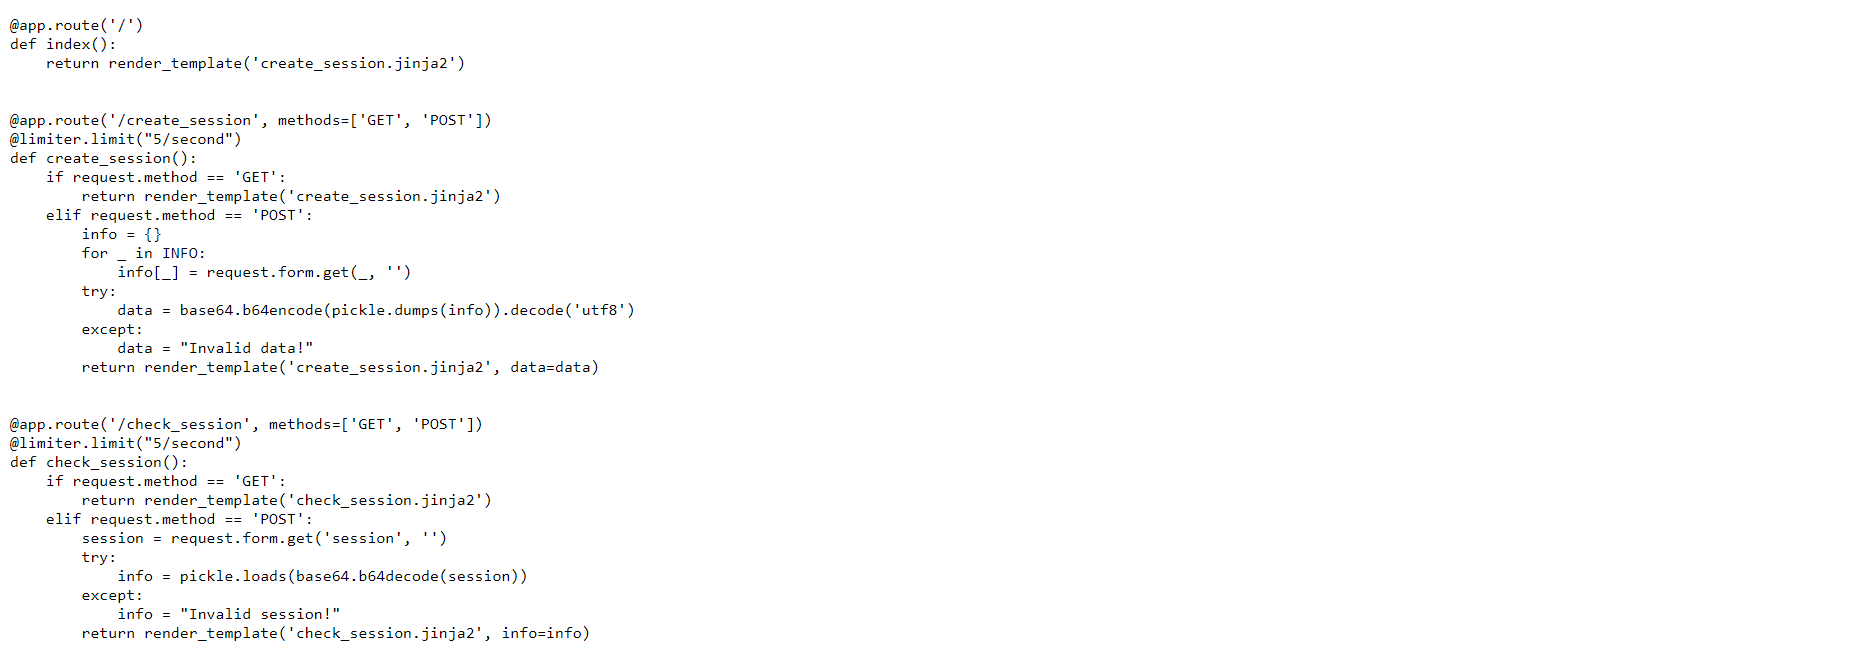 @app.route('/')
def index():
    return render_template('create_session.jinja2')


@app.route('/create_session', methods=['GET', 'POST'])
@limiter.limit("5/second")
def create_session():
    if request.method == 'GET':
        return render_template('create_session.jinja2')
    elif request.method == 'POST':
        info = {}
        for _ in INFO:
            info[_] = request.form.get(_, '')
        try:
            data = base64.b64encode(pickle.dumps(info)).decode('utf8')
        except:
            data = "Invalid data!"
        return render_template('create_session.jinja2', data=data)


@app.route('/check_session', methods=['GET', 'POST'])
@limiter.limit("5/second")
def check_session():
    if request.method == 'GET':
        return render_template('check_session.jinja2')
    elif request.method == 'POST':
        session = request.form.get('session', '')
        try:
            info = pickle.loads(base64.b64decode(session))
        except:
            info = "Invalid session!"
        return render_template('check_session.jinja2', info=info)